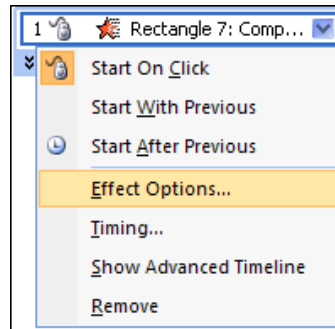 1 Rectangle 7: Comp...
Start On Click
Start With Previous
Start After Previous
Effect Options...
Timing...
Show Advanced Timeline
Remove